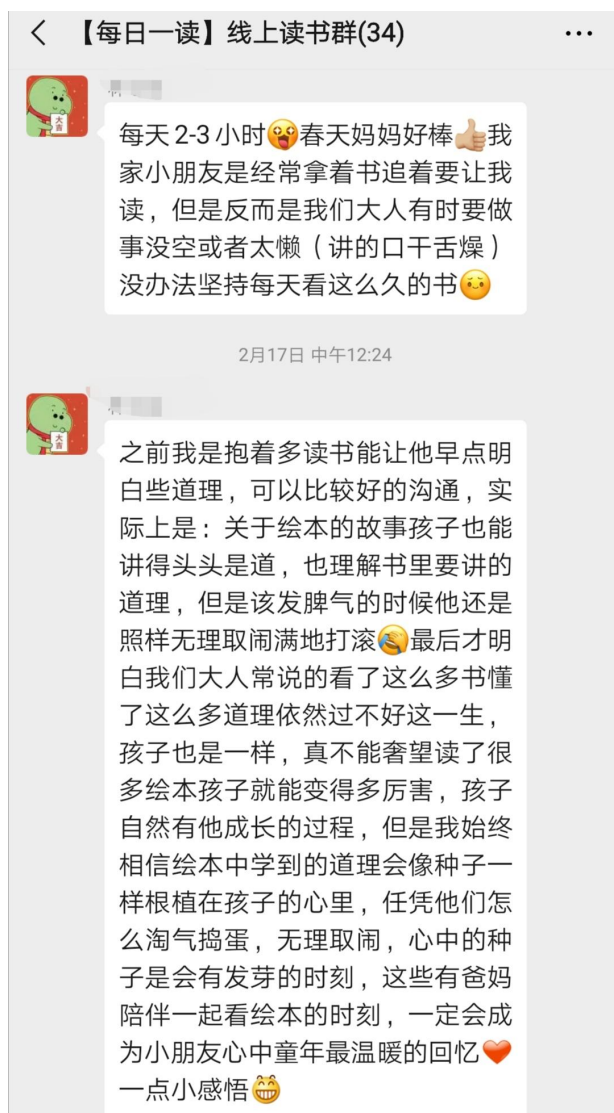 【每日一读】线上读书群(34)
每天2-3小时😲春天妈妈好棒👍🏼我
家小朋友是经常拿着书追着要让我
读，但是反而是我们大人有时要做
事没空或者太懒（讲的口干舌燥）
没办法坚持每天看这么久的书😌
2月17日 中午12:24
之前我是抱着多读书能让他早点明
白些道理，可以比较好的沟通，实
际上是：关于绘本的故事孩子也能
讲得头头是道，也理解书里要讲的
道理，但是该发脾气的时候他还是
照样无理取闹满地打滚🤦最后才明
白我们大人常说的看了这么多书懂
了这么多道理依然过不好这一生，
孩子也是一样，真不能奢望读了很
多绘本孩子就能变得多厉害，孩子
自然有他成长的过程，但是我始终
相信绘本中学到的道理会像种子一
样根植在孩子的心里，任凭他们怎
么淘气捣蛋，无理取闹，心中的种
子是会有发芽的时刻，这些有爸妈
陪伴一起看绘本的时刻，一定会成
为小朋友心中童年最温暖的回忆❤️
一点小感悟😁